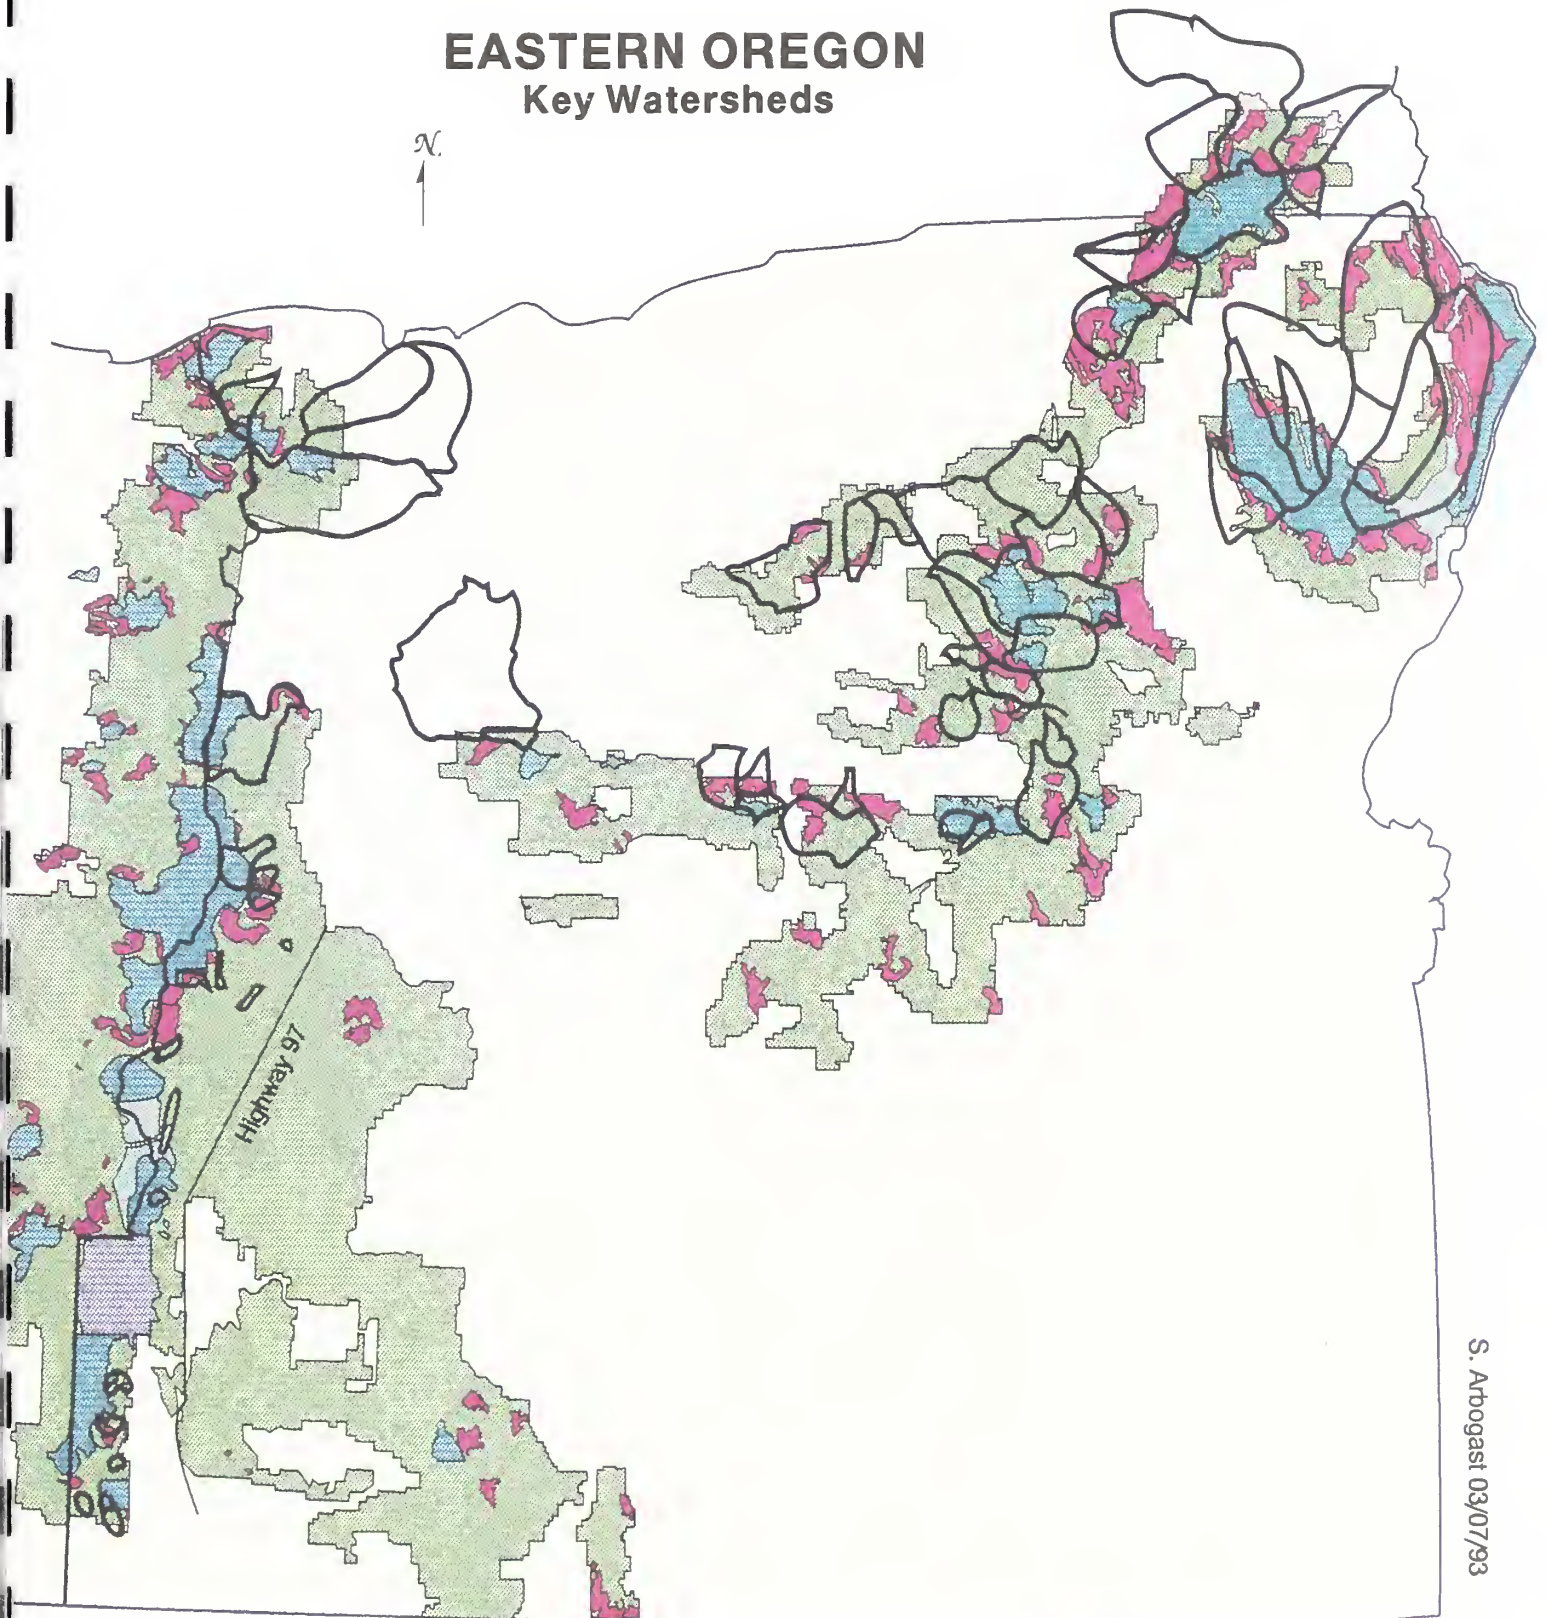 EASTERN OREGON
Key Watersheds
N.
Highway 97
S. Arbogast 03/07/93